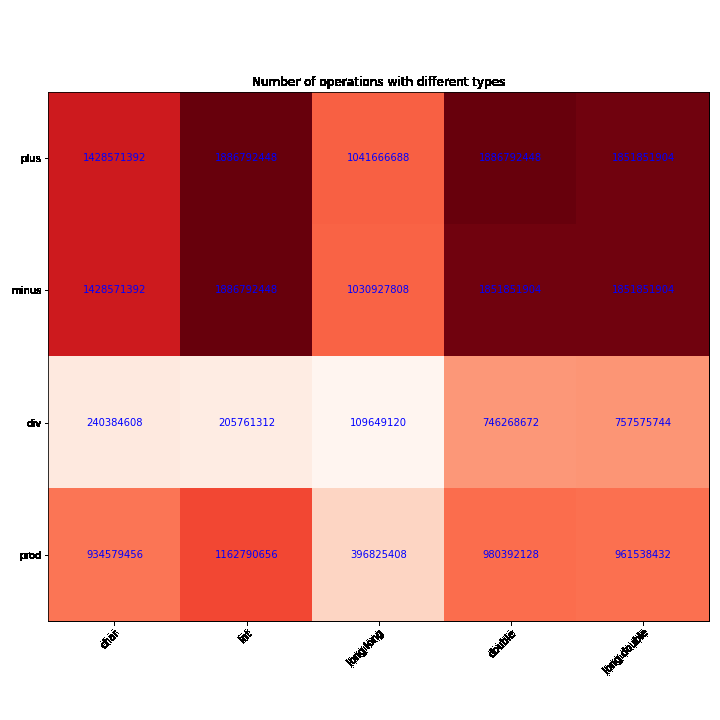 Number of operations with different types
plus
1428571392
1041666688
minus
1428571392
1030927808
div
240384608
205761312
109649120
746268672
757575744
prod
934579456
1162790656
396825408
980392128
961538432
char
int
long long
double
long double